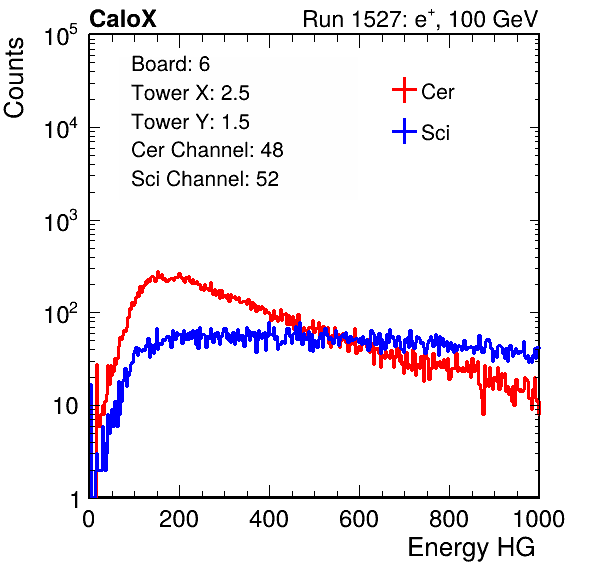 CaloX Run 1527: e⁺, 100 GeV
Counts
Board: 6
Tower X: 2.5
Tower Y: 1.5
Cer Channel: 48
Sci Channel: 52
Cer
Sci
10⁵
10⁴
10³
10²
10
1
0 200 400 600 800 1000
Energy HG